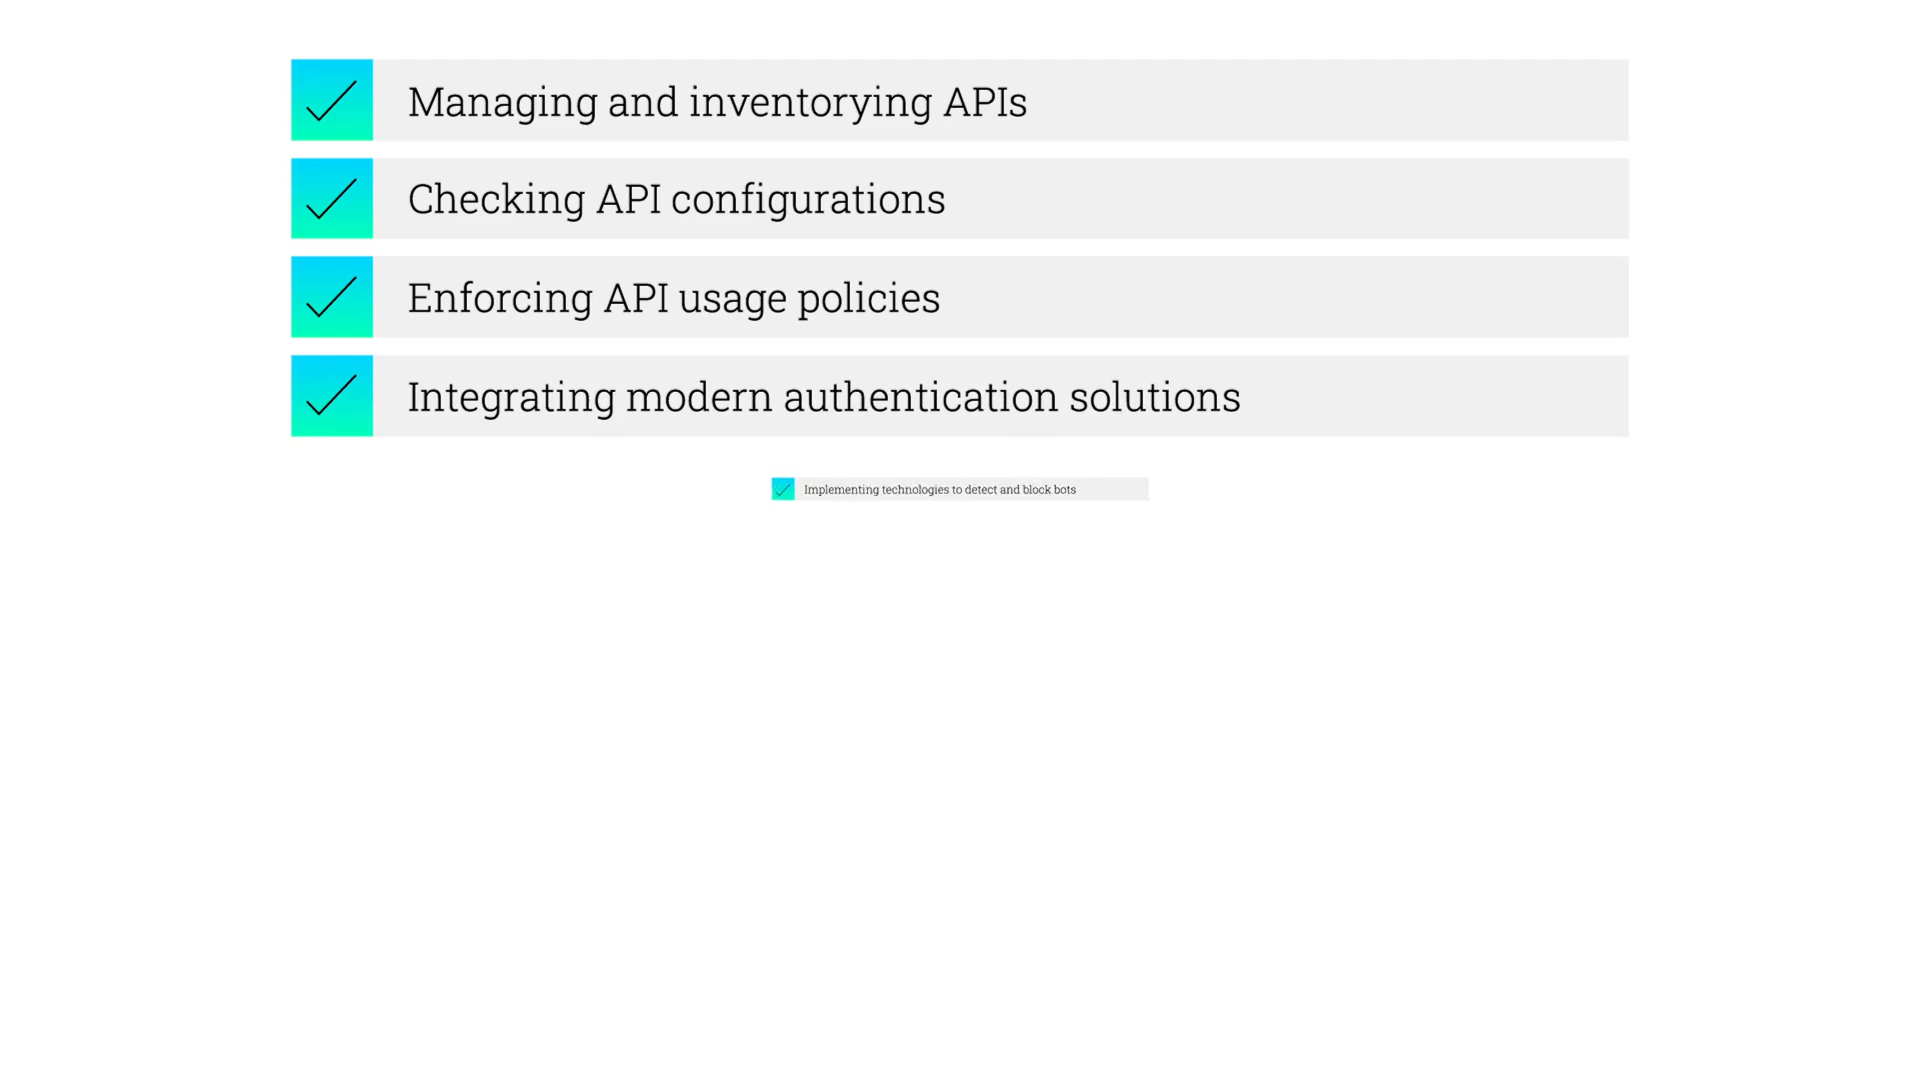 Managing and inventorying APIs
Checking API configurations
Enforcing API usage policies
Integrating modern authentication solutions
Implementing technologies to detect and block bots